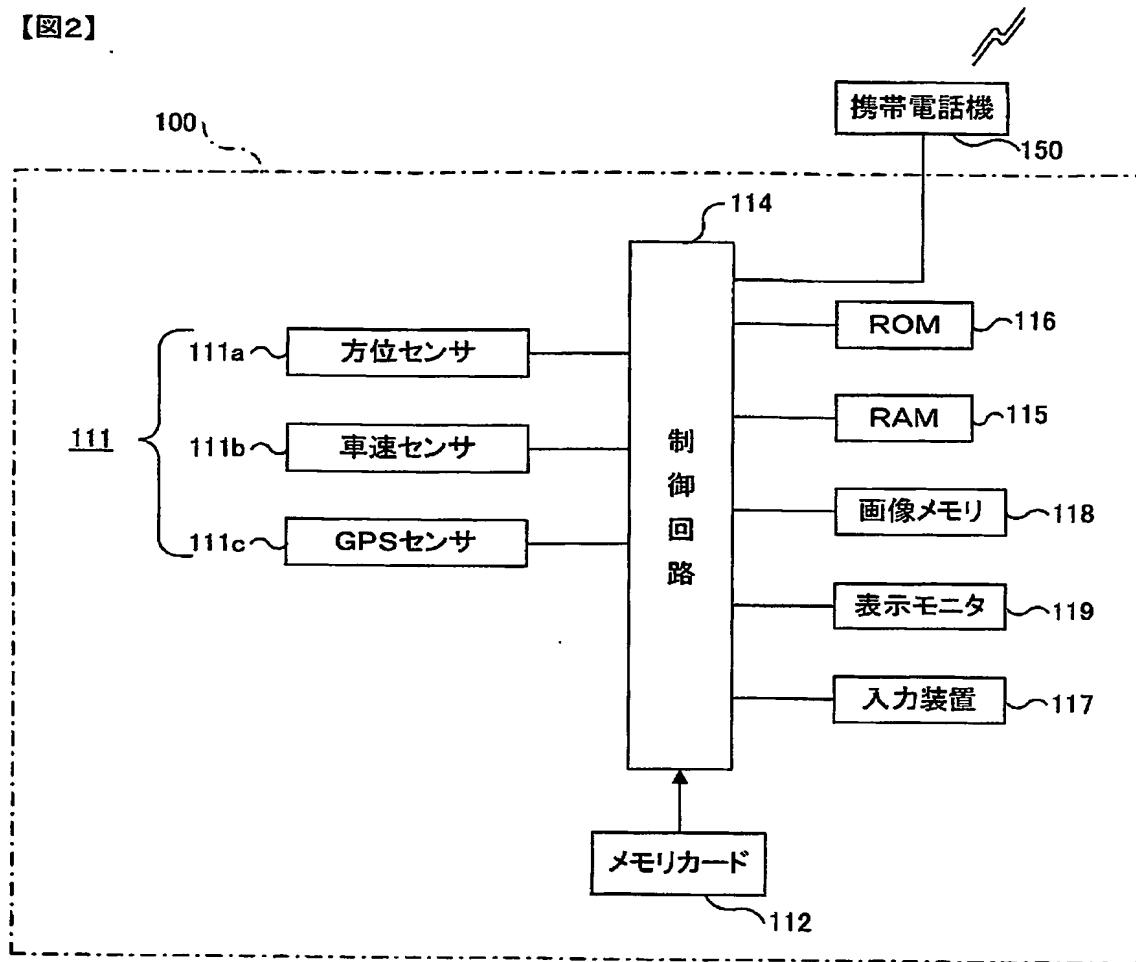 【図2】
携帯電話機
150
100
114
ROM
116
111a
方位センサ
RAM
115
111
111b
車速センサ
制御回路
画像メモリ
118
111c
GPSセンサ
表示モニタ
119
入力装置
117
メモリカード
112